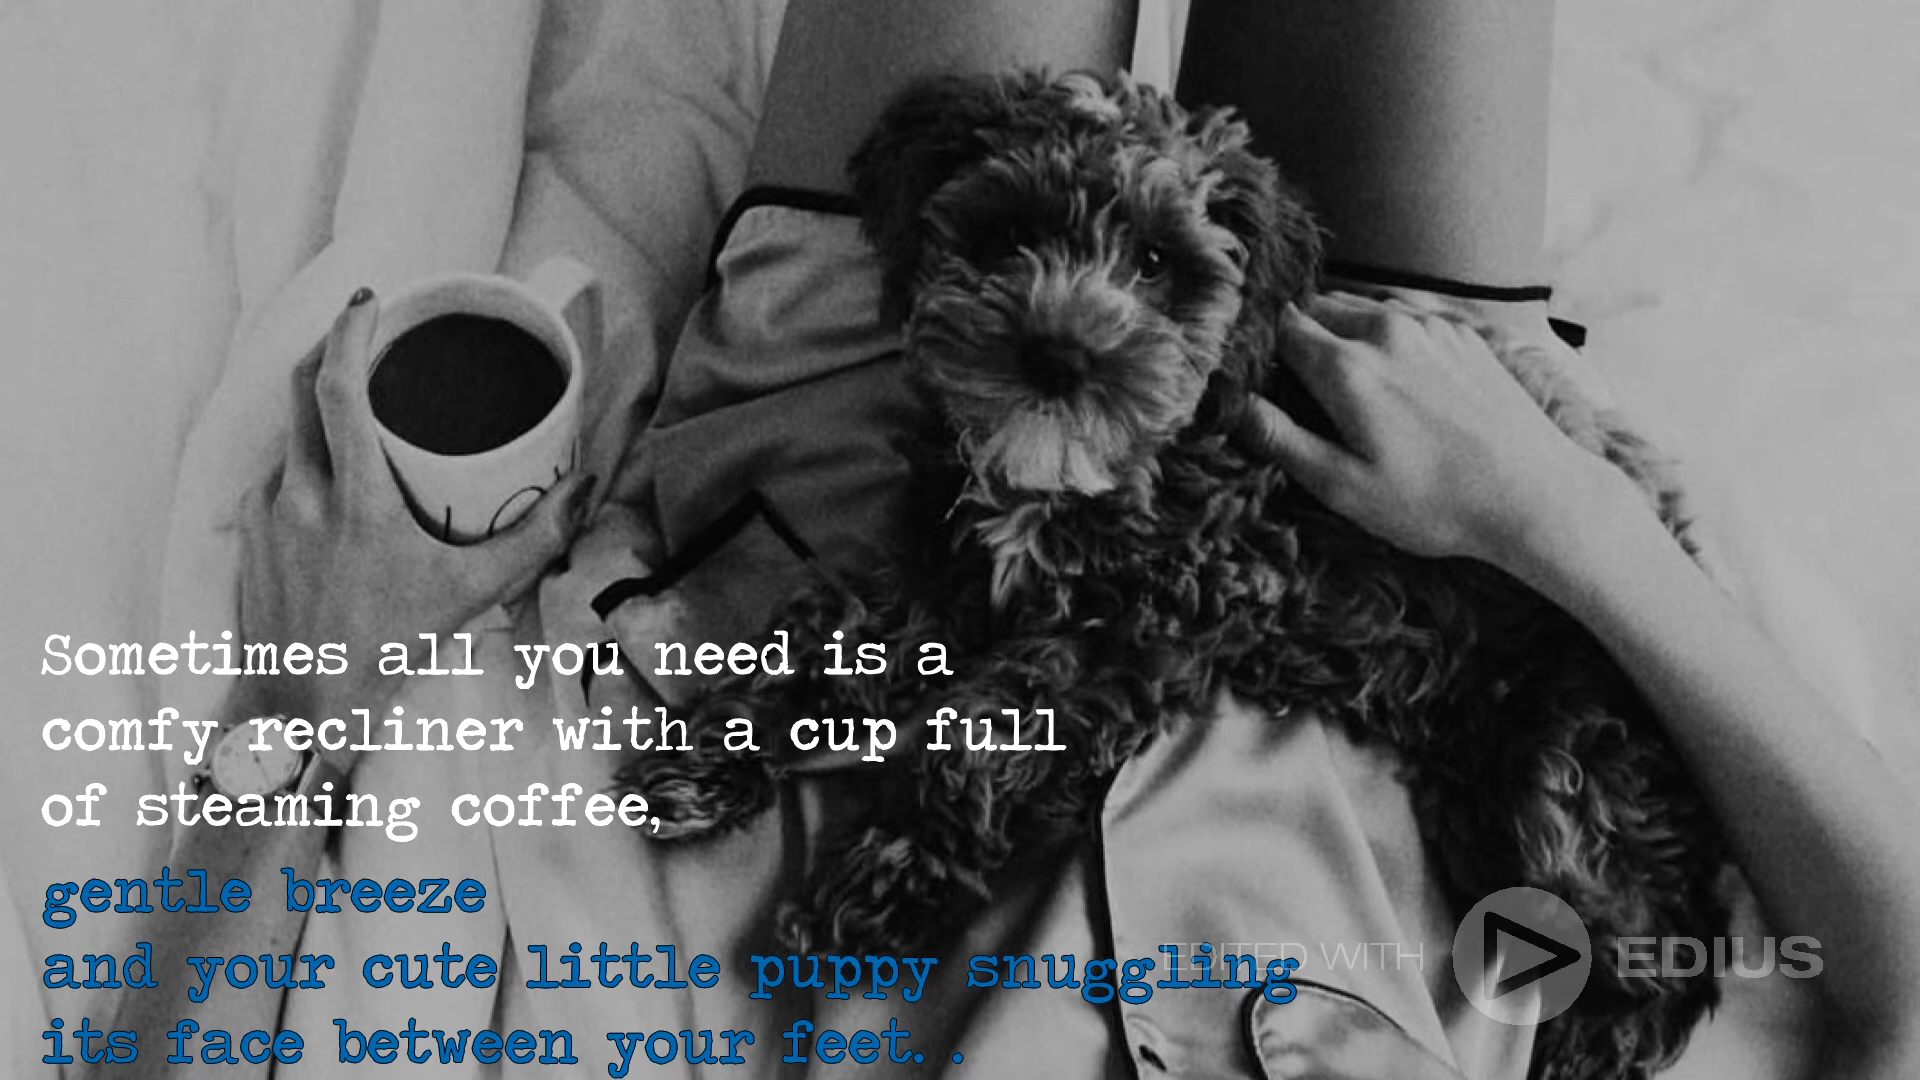 Sometimes all you need is a
comfy recliner with a cup full
of steaming coffee,
gentle breeze
and your cute little puppy snuggling
its face between your feet. .
EDITED WITH EDIUS